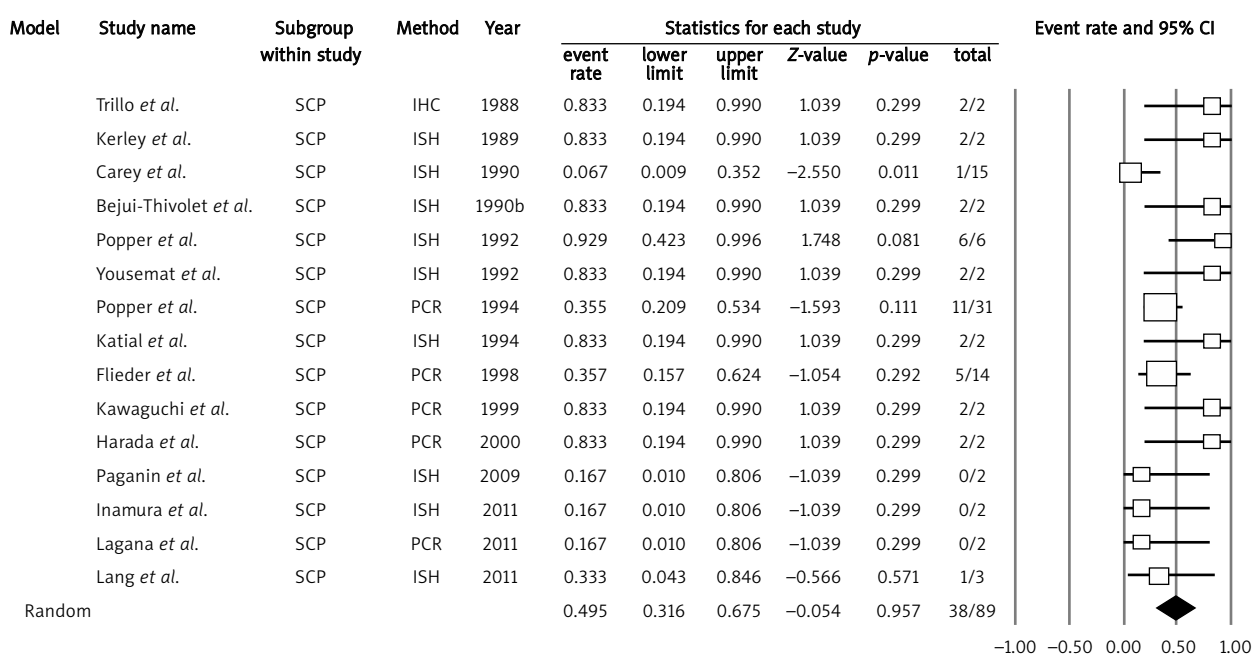 Model Study name Subgroup within study Method Year Statistics for each study Event rate and 95% CI
event rate lower limit upper limit Z-value p-value total
Trillo et al. SCP IHC 1988 0.833 0.194 0.990 1.039 0.299 2/2
Kerley et al. SCP ISH 1989 0.833 0.194 0.990 1.039 0.299 2/2
Carey et al. SCP ISH 1990 0.067 0.009 0.352 −2.550 0.011 1/15
Bejui-Thivolet et al. SCP ISH 1990b 0.833 0.194 0.990 1.039 0.299 2/2
Popper et al. SCP ISH 1992 0.929 0.423 0.996 1.748 0.081 6/6
Yousemat et al. SCP ISH 1992 0.833 0.194 0.990 1.039 0.299 2/2
Popper et al. SCP PCR 1994 0.355 0.209 0.534 −1.593 0.111 11/31
Katial et al. SCP ISH 1994 0.833 0.194 0.990 1.039 0.299 2/2
Flieder et al. SCP PCR 1998 0.357 0.157 0.624 −1.054 0.292 5/14
Kawaguchi et al. SCP PCR 1999 0.833 0.194 0.990 1.039 0.299 2/2
Harada et al. SCP PCR 2000 0.833 0.194 0.990 1.039 0.299 2/2
Paganin et al. SCP ISH 2009 0.167 0.010 0.806 −1.039 0.299 0/2
Inamura et al. SCP ISH 2011 0.167 0.010 0.806 −1.039 0.299 0/2
Lagana et al. SCP PCR 2011 0.167 0.010 0.806 −1.039 0.299 0/2
Lang et al. SCP ISH 2011 0.333 0.043 0.846 −0.566 0.571 1/3
Random 0.495 0.316 0.675 −0.054 0.957 38/89
−1.00 −0.50 0.00 0.50 1.00